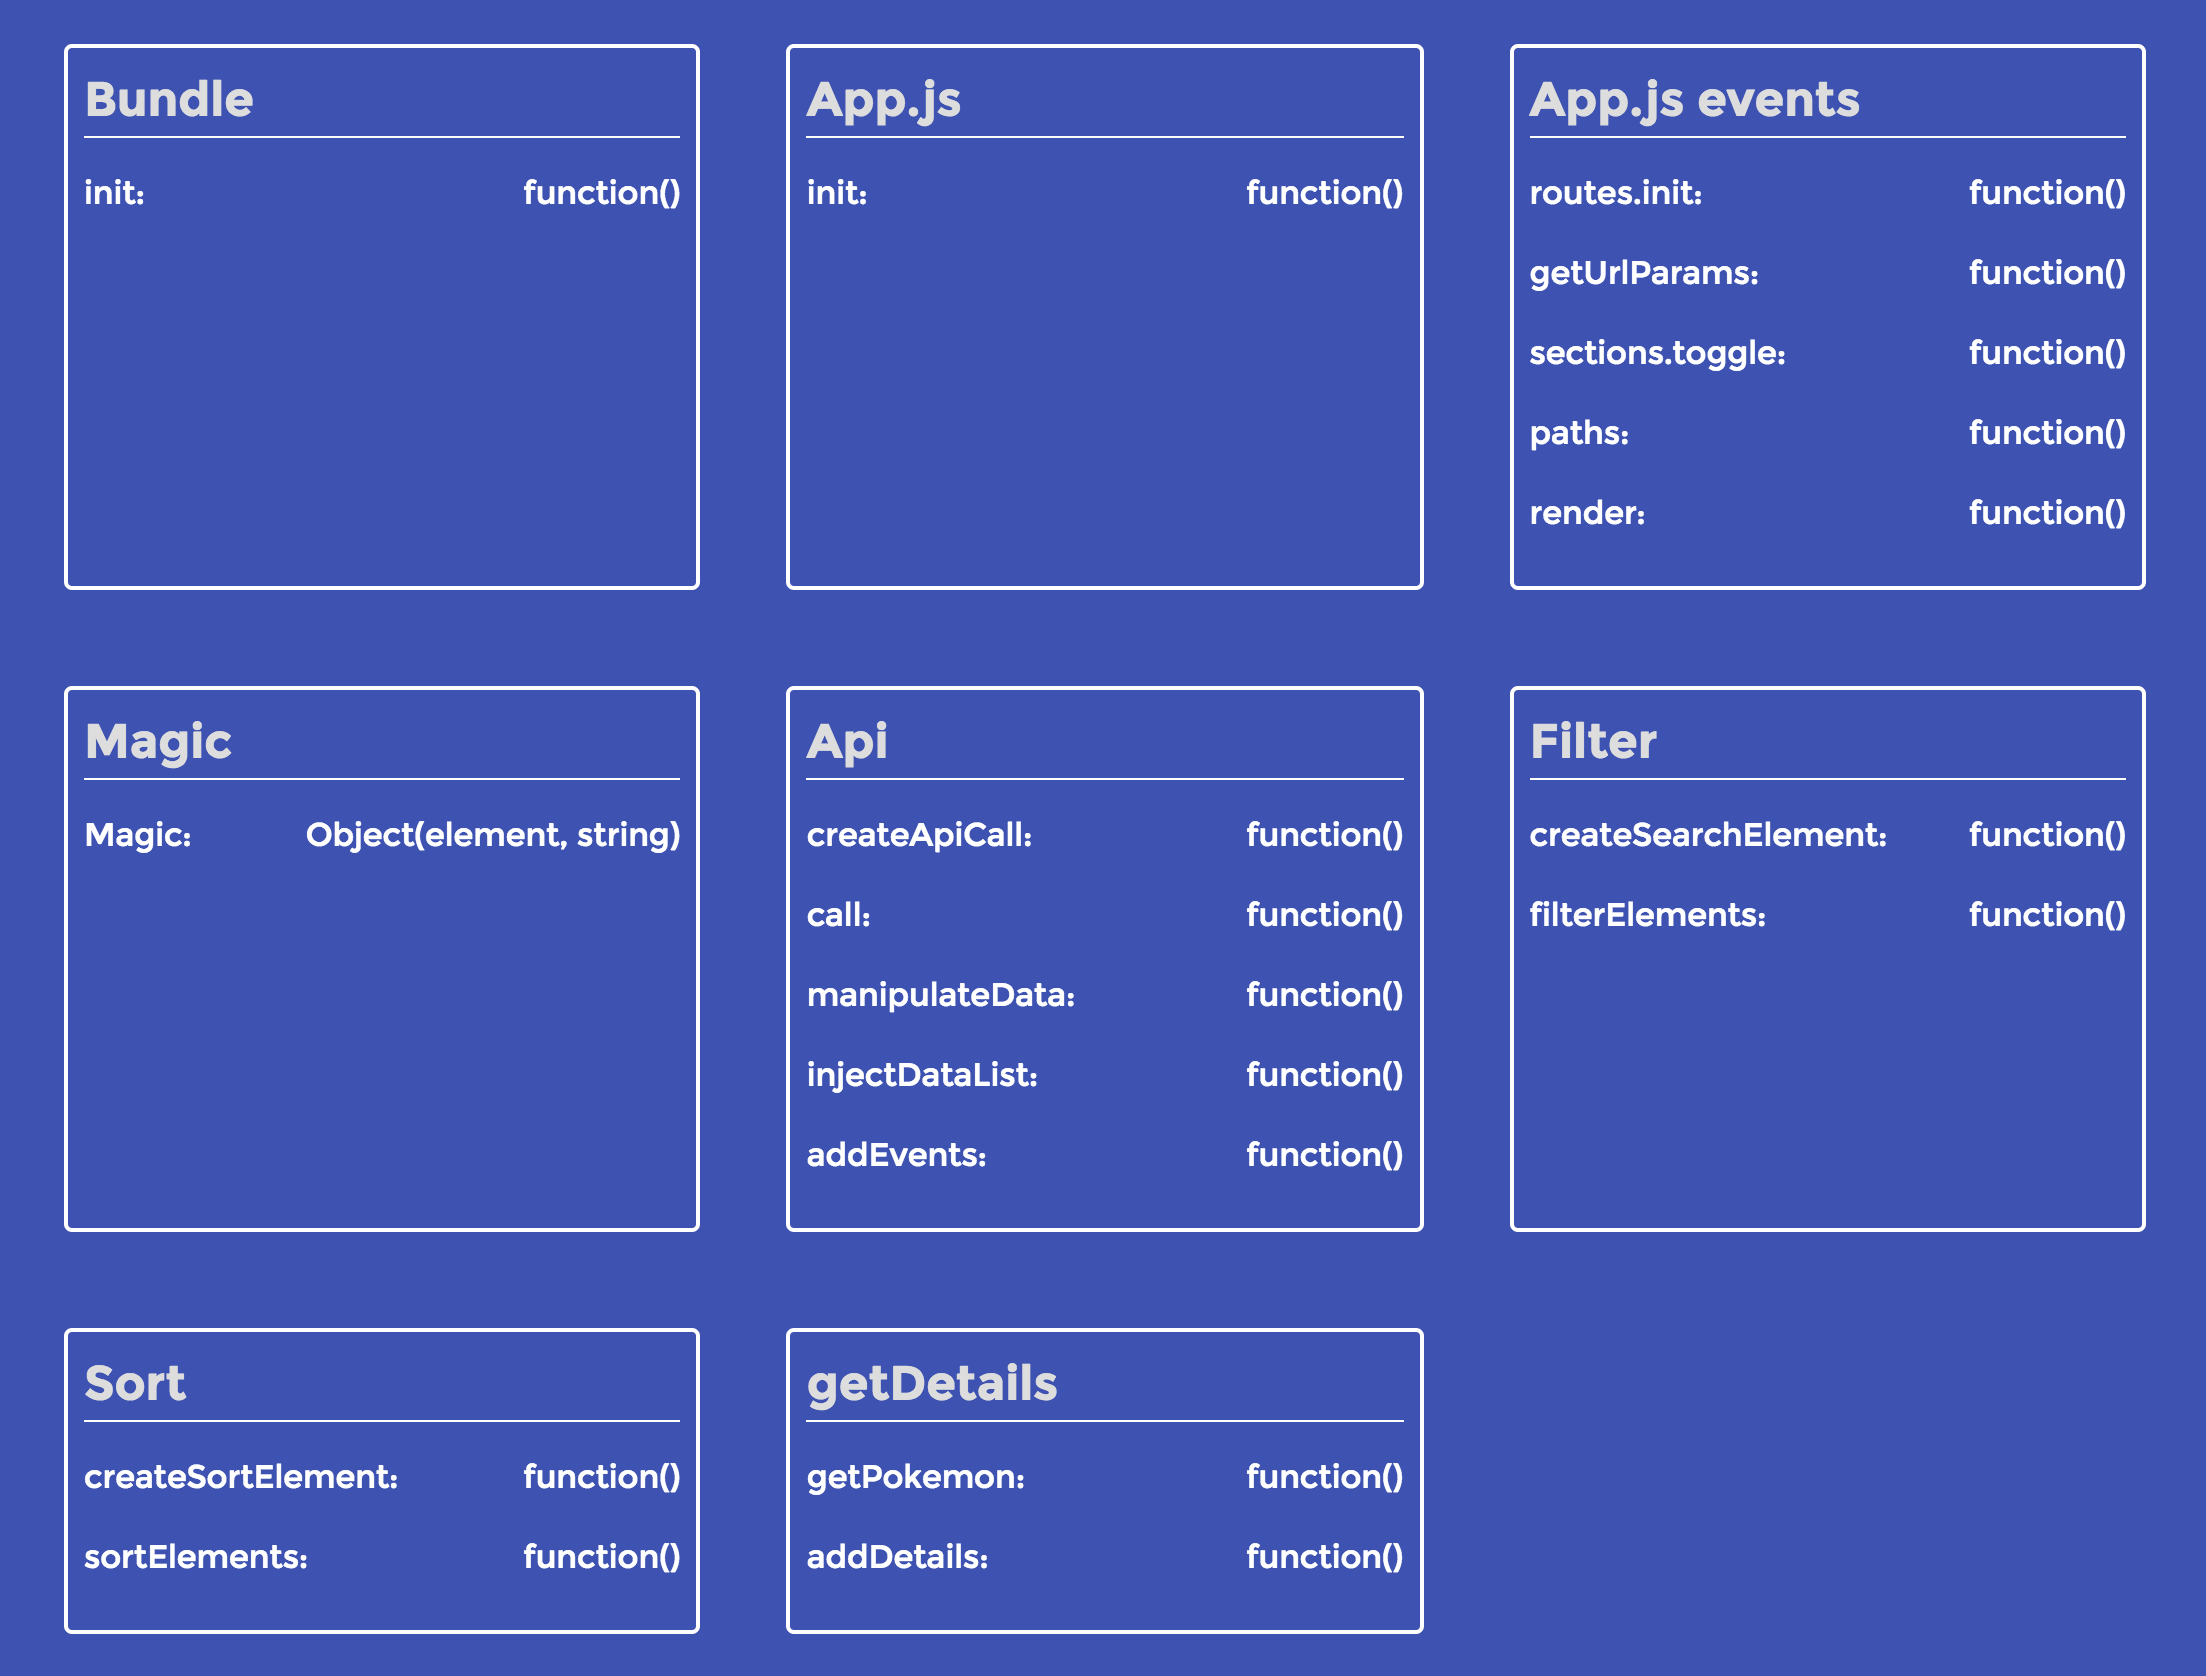 Bundle
init: function()
App.js
init: function()
App.js events
routes.init: function()
getUrlParams: function()
sections.toggle: function()
paths: function()
render: function()
Magic
Magic: Object(element, string)
Api
createApiCall: function()
call: function()
manipulateData: function()
injectDataList: function()
addEvents: function()
Filter
createSearchElement: function()
filterElements: function()
Sort
createSortElement: function()
sortElements: function()
getDetails
getPokemon: function()
addDetails: function()